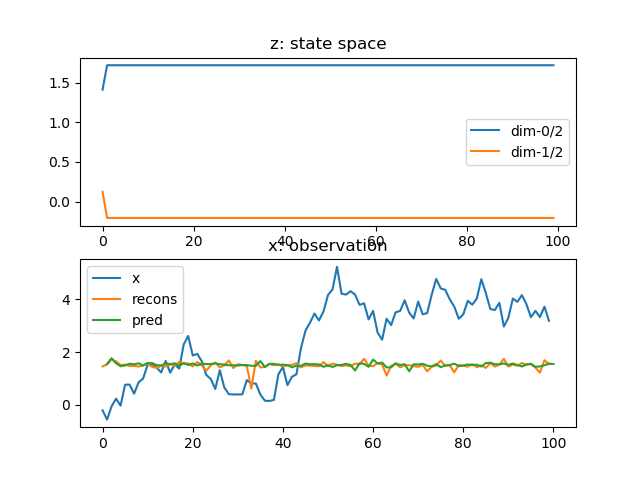 z: state space
1.5
1.0
0.5
0.0
dim-0/2
dim-1/2
0 20 40 60 80 100
x: observation
x
recons
pred
4
2
0
0 20 40 60 80 100